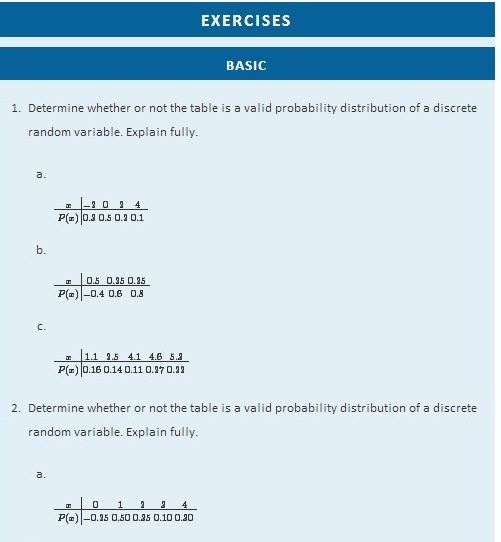 EXERCISES
BASIC
1. Determine whether or not the table is a valid probability distribution of a discrete
random variable. Explain fully.
a.
x −2 0 2 4
P(x) 0.3 0.5 0.2 0.1
b.
x 0.5 0.25 0.25
P(x) −0.4 0.6 0.8
c.
x 1.1 2.5 4.1 4.6 5.3
P(x) 0.16 0.14 0.11 0.27 0.22
2. Determine whether or not the table is a valid probability distribution of a discrete
random variable. Explain fully.
a.
x 0 1 2 3 4
P(x) −0.25 0.50 0.35 0.10 0.30